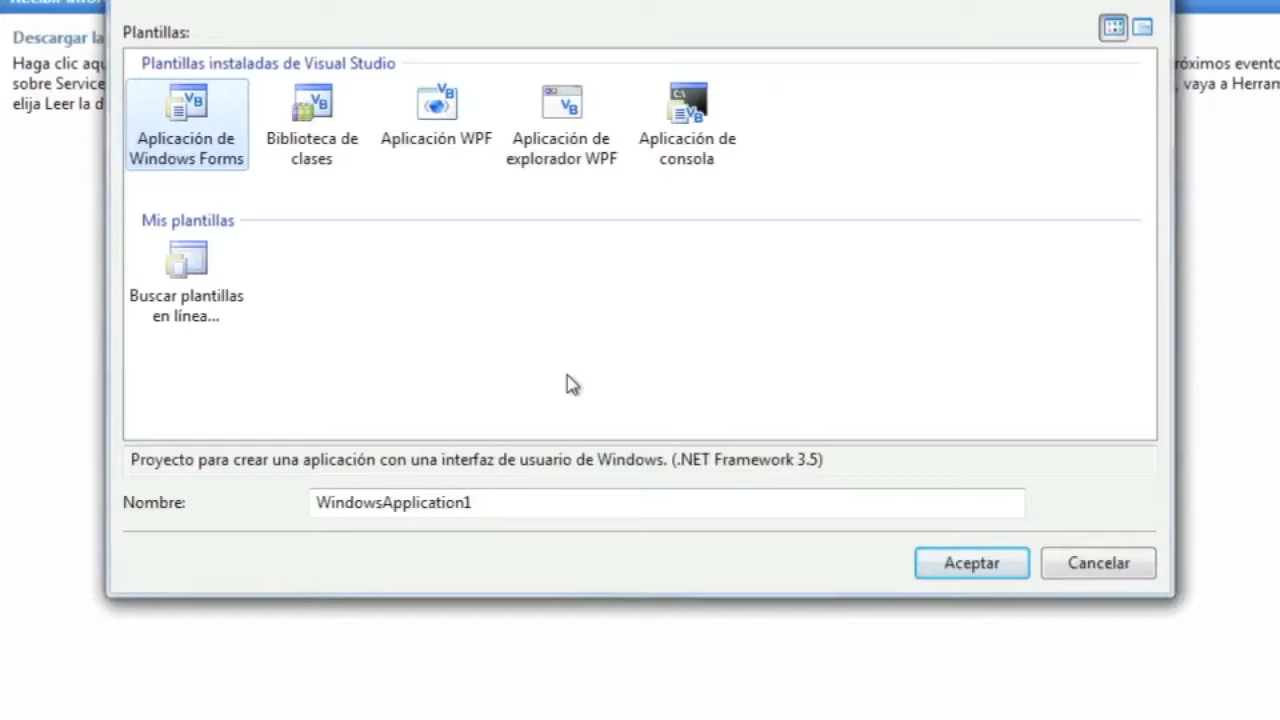 Descargar la
Haga clic aqu
sobre Service
elija Leer la d
róximos evento
, vaya a Herram
Plantillas:
Plantillas instaladas de Visual Studio
Aplicación de
Windows Forms
Biblioteca de
clases
Aplicación WPF
Aplicación de
explorador WPF
Aplicación de
consola
Mis plantillas
Buscar plantillas
en línea...
Proyecto para crear una aplicación con una interfaz de usuario de Windows. (.NET Framework 3.5)
Nombre:
WindowsApplication1
Aceptar
Cancelar